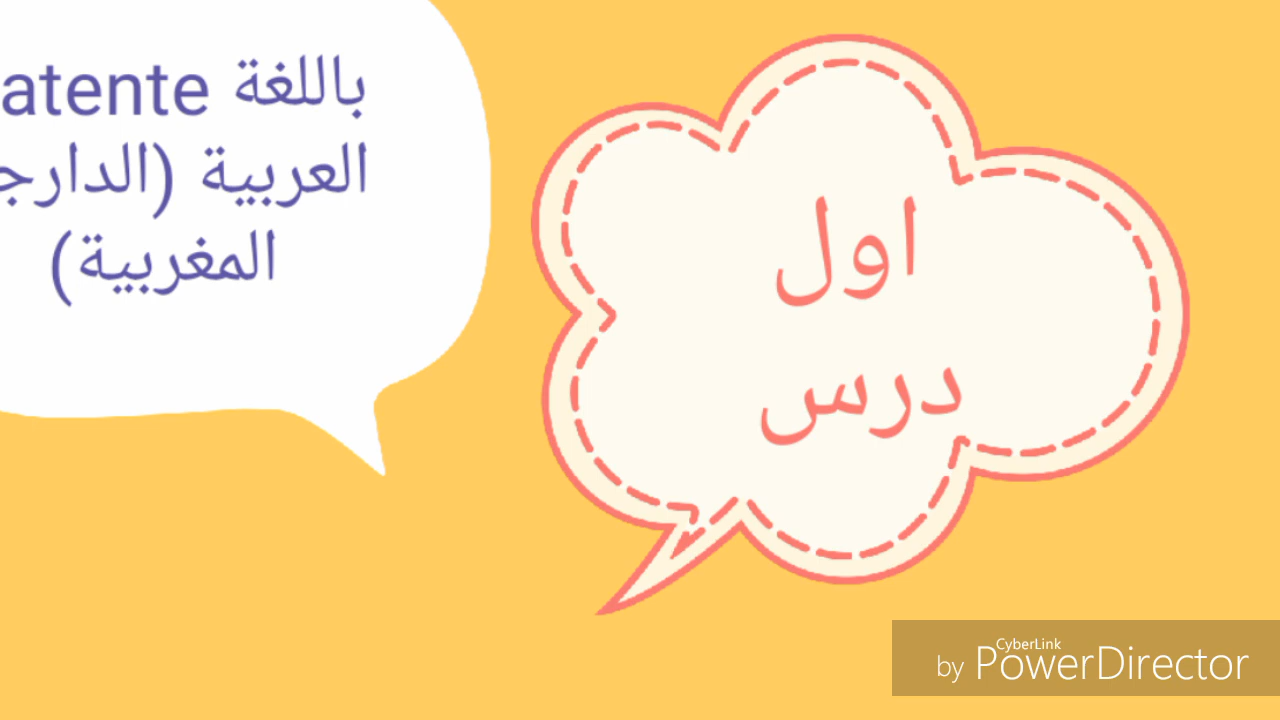 باللغة atente
العربية (الدارج
المغربية)
اول
درس
by CyberLink PowerDirector